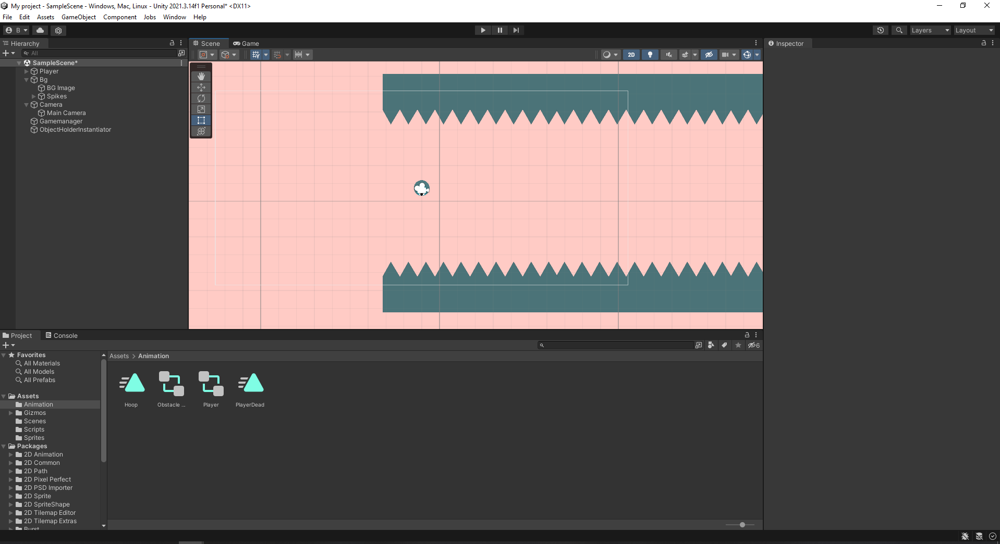 My project - SampleScene - Windows, Mac, Linux - Unity 2021.3.14f1 Personal* <DX11>
File Edit Assets GameObject Component Jobs Window Help
B Layers Layout
Hierarchy
All
SampleScene*
Player
Bg
BG Image
Spikes
Camera
Main Camera
Gamemanager
ObjectHolderInstantiator
Scene Game
2D
Inspector
Project Console
6
Favorites
All Materials
All Models
All Prefabs
Assets
Animation
Gizmos
Scenes
Scripts
Sprites
Packages
2D Animation
2D Common
2D Path
2D Pixel Perfect
2D PSD Importer
2D Sprite
2D SpriteShape
2D Tilemap Editor
2D Tilemap Extras
Burst
Assets > Animation
Hoop Obstacle ... Player PlayerDead